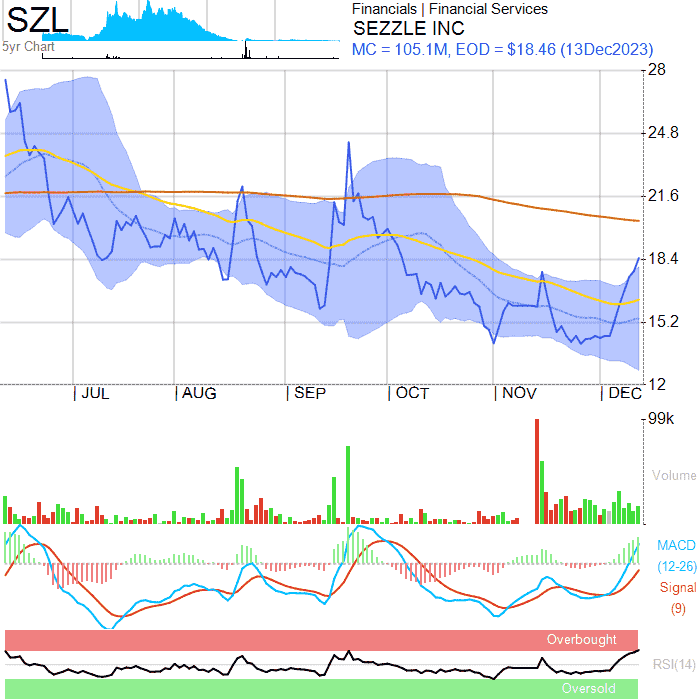 SZL
5yr Chart
Financials | Financial Services
SEZZLE INC
MC = 105.1M, EOD = $18.46 (13Dec2023)
28
24.8
21.6
18.4
15.2
12
| JUL | AUG | SEP | OCT | NOV | DEC
99k
Volume
MACD
(12-26)
Signal
(9)
Overbought
RSI(14)
Oversold